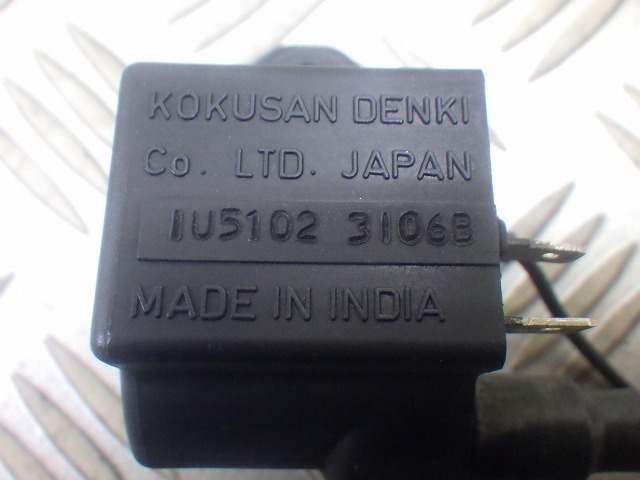 KOKUSAN DENKI
Co. LTD. JAPAN
1U5102 3106B
MADE IN INDIA